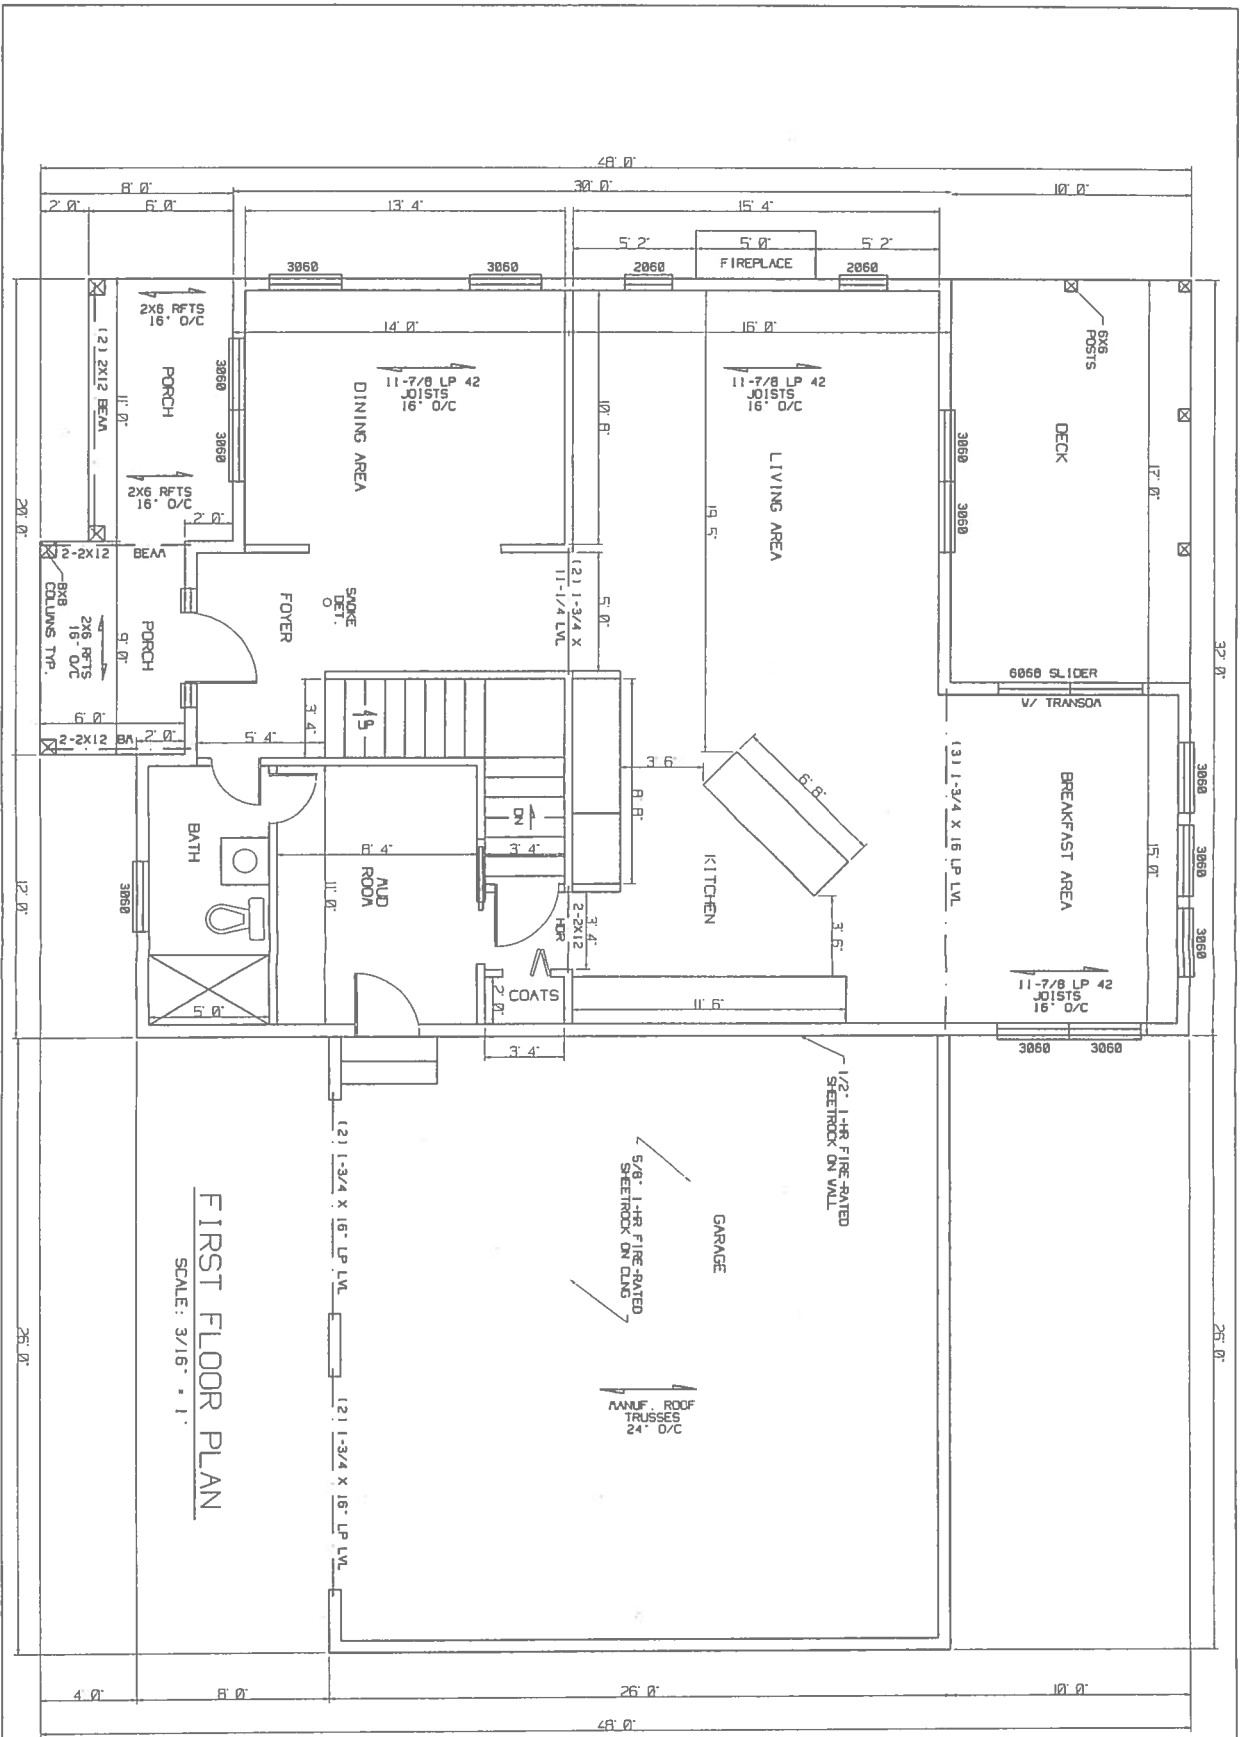 48'0"
8'0"
30'0"
10'0"
2'0"
6'0"
13'4"
15'4"
5'2"
5'0"
5'2"
FIREPLACE
3060
3060
2060
2060
2X6 RFTS
16" O/C
14'0"
16'0"
6X6
POSTS
(2) 2X12 BEAM
PORCH
11'0"
3060
3060
DINING AREA
11-7/8 LP 42
JOISTS
16" O/C
10'8"
11-7/8 LP 42
JOISTS
16" O/C
LIVING AREA
19'5"
3060
3060
DECK
17'0"
2X6 RFTS
16" O/C
2'0"
20'0"
32'0"
2-2X12 BEAM
8X8
COLUMNS TYP.
2X6 RFTS
16" O/C
9'0"
PORCH
FOYER
SMOKE
DET.
(2) 1-3/4 X
11-1/4 LVL
5'0"
6068 SLIDER
W/ TRANSOM
6'0"
2-2X12 BM
2'0"
5'4"
3'4"
UP
3'6"
8'8"
6'8"
(3) 1-3/4 X 16 LP LVL
BREAKFAST AREA
15'0"
3060
3060
3060
BATH
8'4"
MUD
ROOM
11'0"
DN
3'4"
KITCHEN
3'4"
2-2X12
HDR
3'6"
12'0"
3060
5'0"
2'0"
COATS
11'6"
11-7/8 LP 42
JOISTS
16" O/C
3'4"
3060
3060
1/2" 1-HR FIRE-RATED
SHEETROCK ON WALL
(2) 1-3/4 X 16" LP LVL
5/8" 1-HR FIRE-RATED
SHEETROCK ON CLNG
GARAGE
FIRST FLOOR PLAN
SCALE: 3/16" = 1'
26'0"
26'0"
(2) 1-3/4 X 16" LP LVL
MANUF. ROOF
TRUSSES
24" O/C
4'0"
8'0"
26'0"
10'0"
48'0"